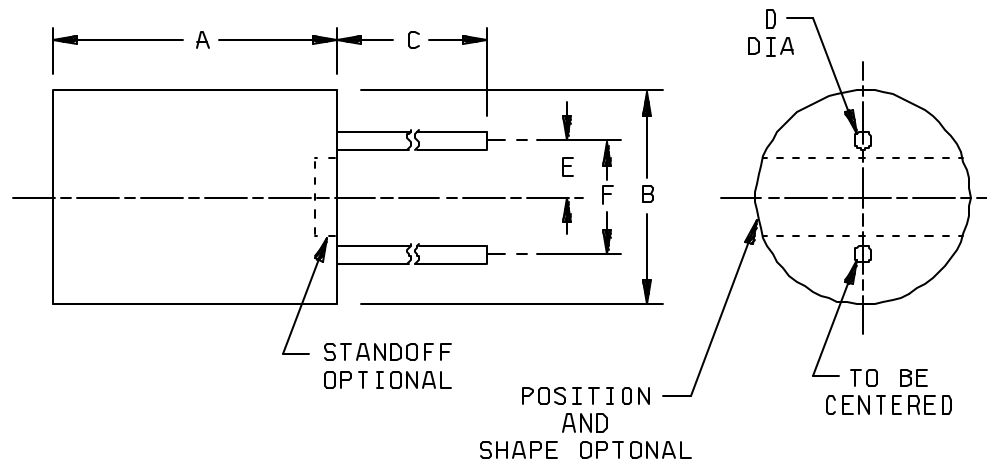 A
C
D
DIA
E
F
B
STANDOFF
OPTIONAL
POSITION
AND
SHAPE OPTONAL
TO BE
CENTERED